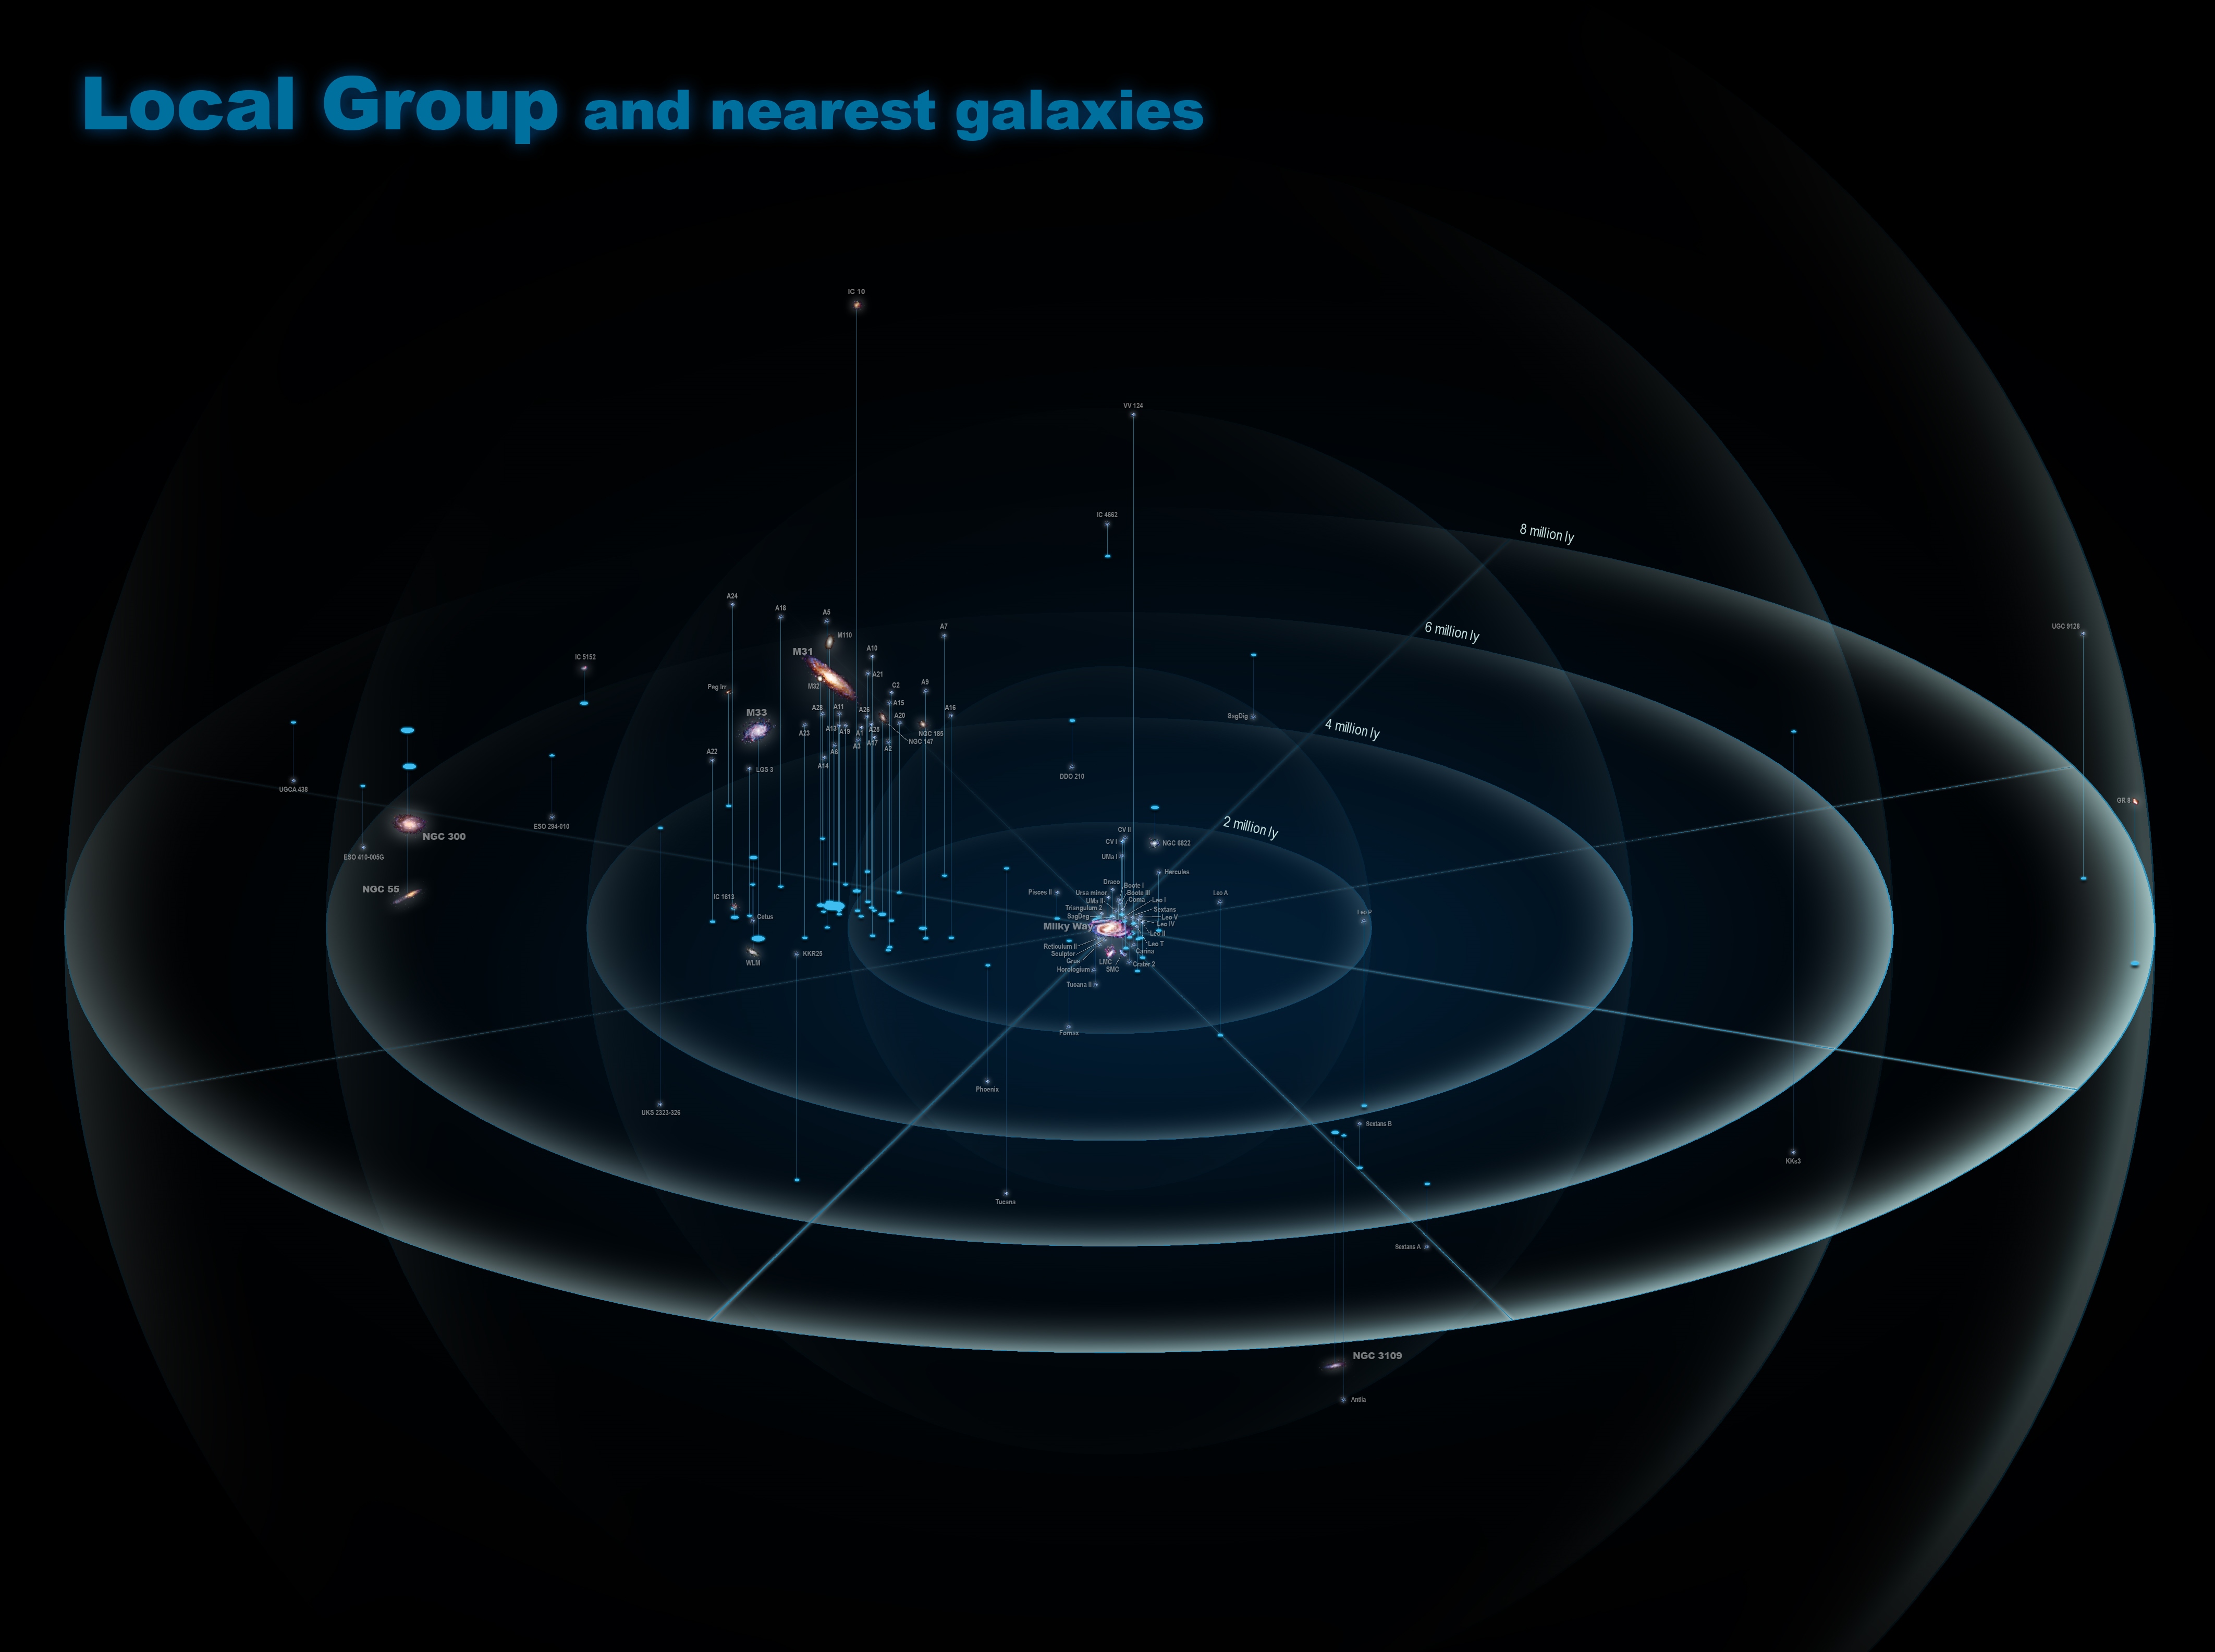 Local Group and nearest galaxies
IC 10
VV 124
IC 4662
8 million ly
A24
A18
A5
M110
A7
6 million ly
UGC 9128
M31
A10
IC 5152
A21
M32
Peg Irr
C2
A9
A15
M33
A28
A11
A26
A20
A16
SagDig
4 million ly
A13
A19
A1
A25
NGC 185
A23
A3
A17
NGC 147
A22
A6
A2
A14
LGS 3
DDO 210
UGCA 438
GR 8
2 million ly
ESO 294-010
NGC 300
CV II
CV I
NGC 6822
ESO 410-005G
UMa I
Hercules
Draco
Boote I
NGC 55
Pisces II
Ursa minor
Boote III
Leo A
IC 1613
UMa II
Coma
Leo I
Triangulum 2
Sextans
Leo P
Cetus
SagDeg
Leo V
Milky Way
Leo IV
Leo II
Reticulum II
Leo T
KKR25
Sculptor
Carina
WLM
Grus
LMC
Crater 2
Horologium
SMC
Tucana II
Fornax
Phoenix
UKS 2323-326
Sextans B
KKs3
Tucana
Sextans A
NGC 3109
Antlia